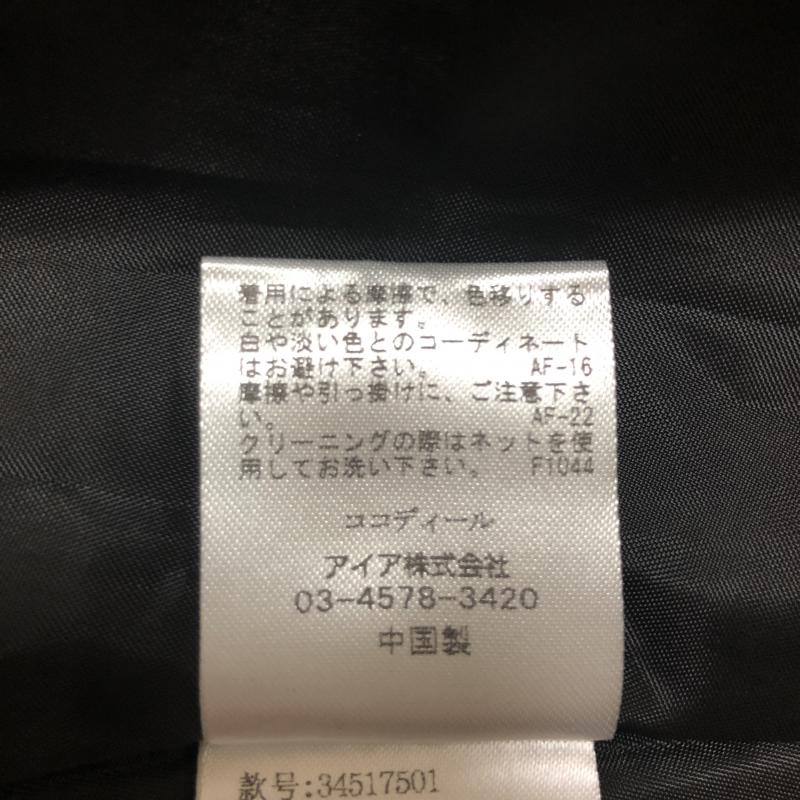 着用による摩擦で、色移りする
ことがあります。
白や淡い色とのコーディネート
はお避け下さい。 AF-16
摩擦や引っ掛けに、ご注意下さ
い。 AF-22
クリーニングの際はネットを使
用してお洗い下さい。 F1044
ココディール
アイア株式会社
03-4578-3420
中国製
款号:34517501